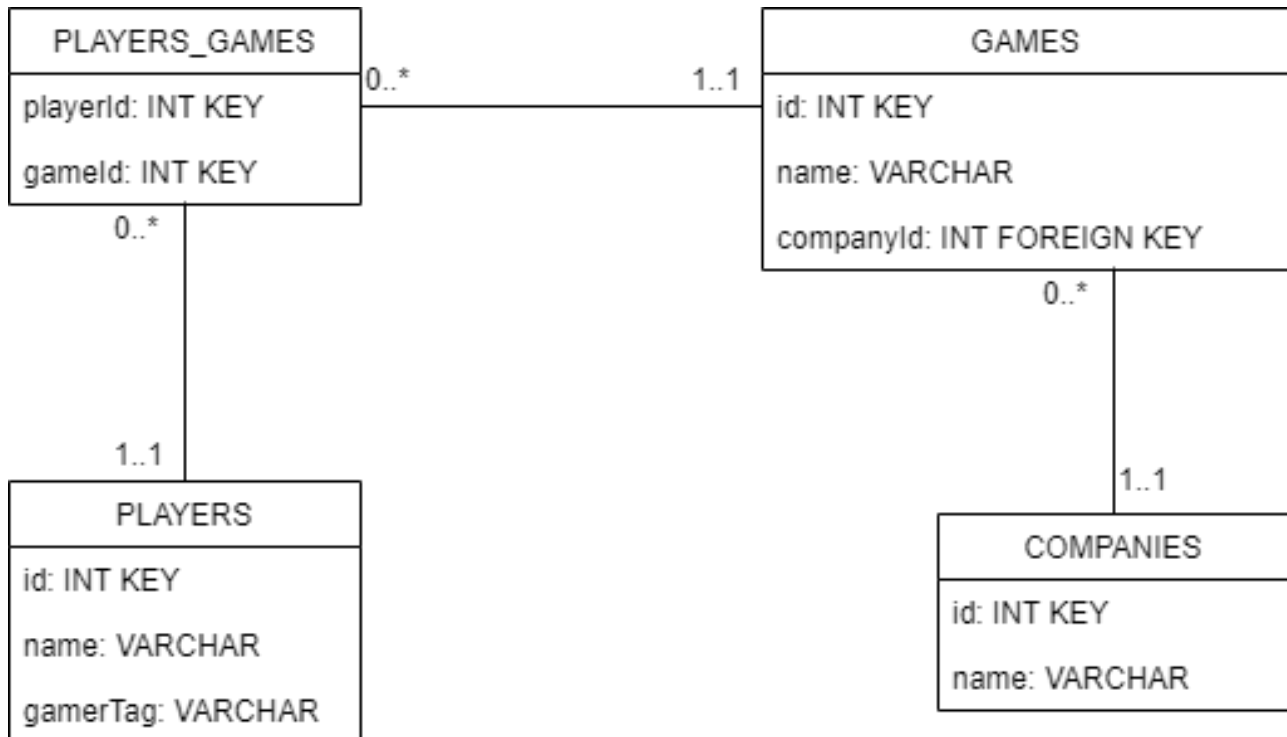 PLAYERS_GAMES
playerId: INT KEY
gameId: INT KEY
0..*
1..1
GAMES
id: INT KEY
name: VARCHAR
companyId: INT FOREIGN KEY
0..*
0..*
1..1
1..1
PLAYERS
id: INT KEY
name: VARCHAR
gamerTag: VARCHAR
COMPANIES
id: INT KEY
name: VARCHAR